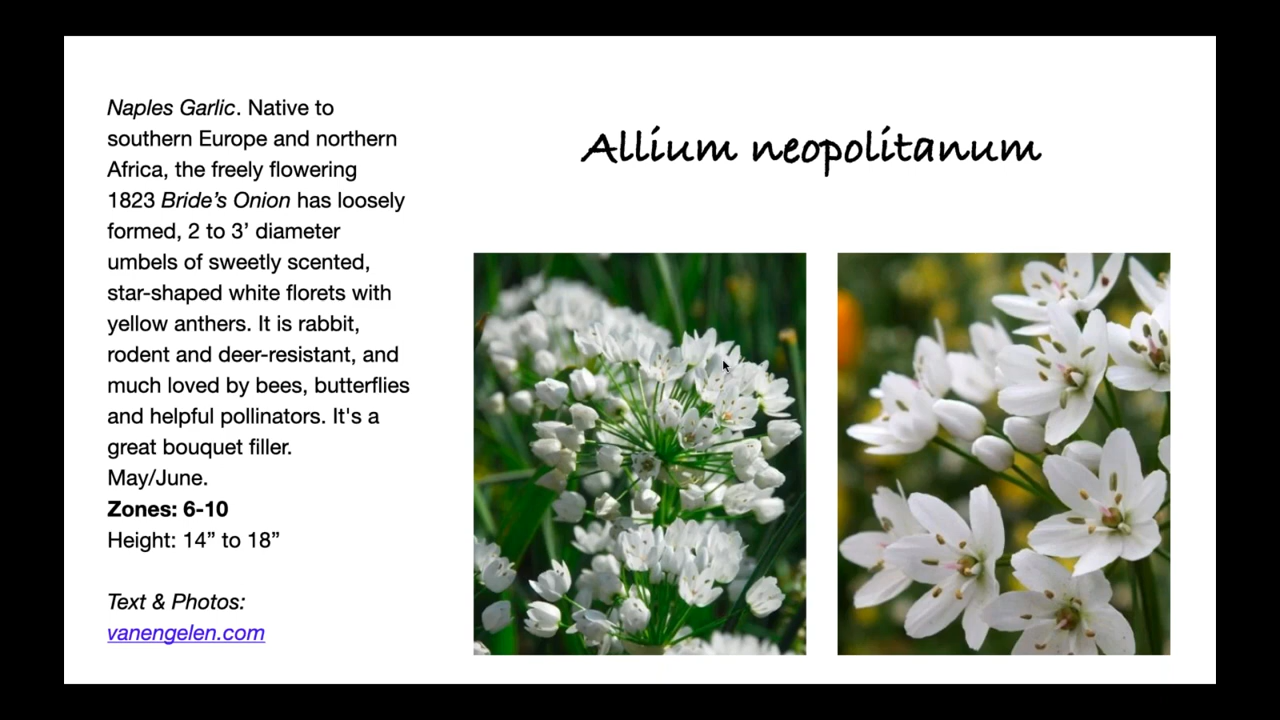 Allium neopolitanum
Naples Garlic. Native to
southern Europe and northern
Africa, the freely flowering
1823 Bride’s Onion has loosely
formed, 2 to 3’ diameter
umbels of sweetly scented,
star-shaped white florets with
yellow anthers. It is rabbit,
rodent and deer-resistant, and
much loved by bees, butterflies
and helpful pollinators. It's a
great bouquet filler.
May/June.
Zones: 6-10
Height: 14” to 18”
Text & Photos:
vanengelen.com